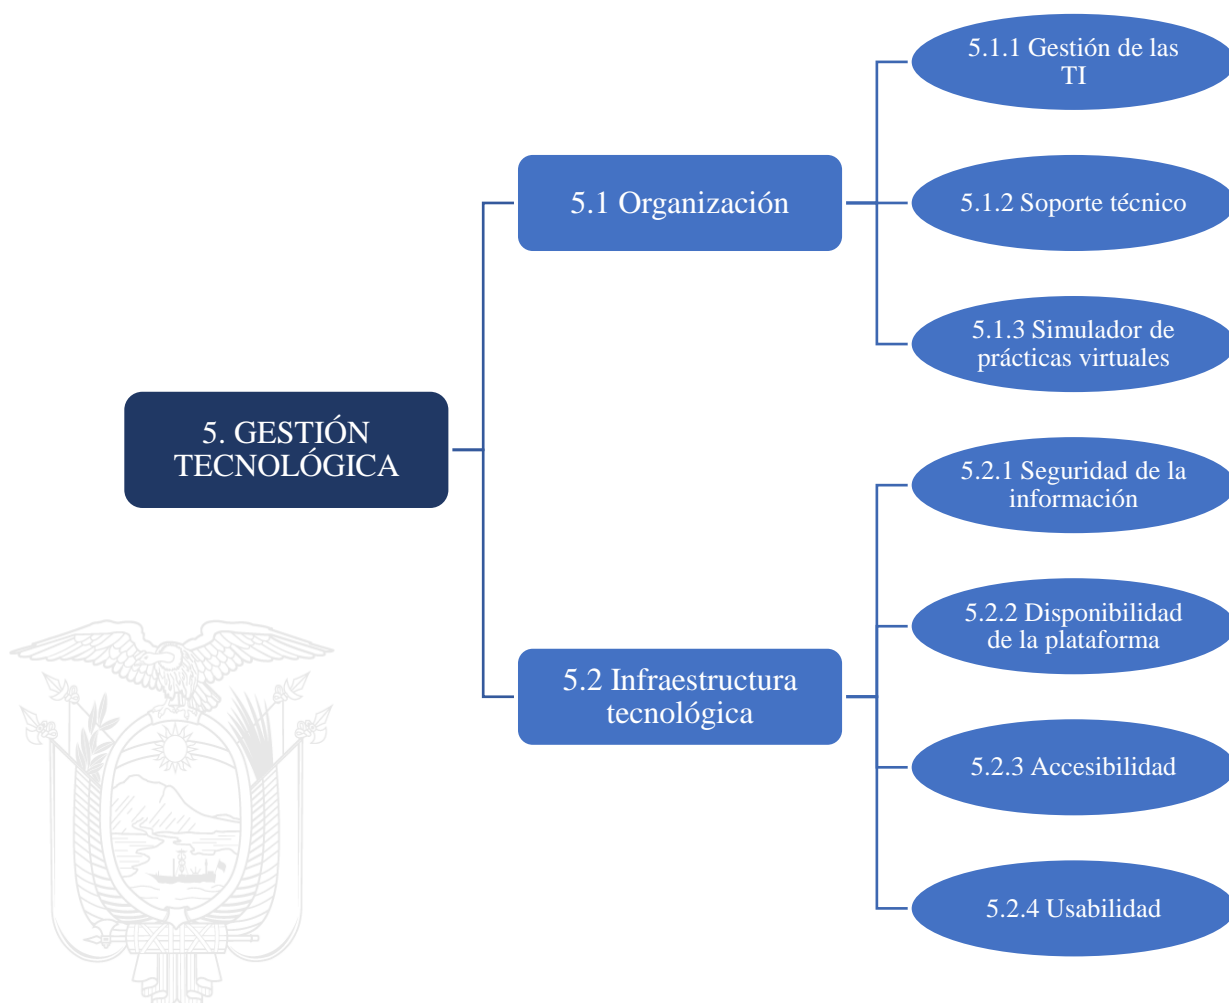 5. GESTIÓN
TECNOLÓGICA
5.1 Organización
5.1.1 Gestión de las
TI
5.1.2 Soporte técnico
5.1.3 Simulador de
prácticas virtuales
5.2 Infraestructura
tecnológica
5.2.1 Seguridad de la
información
5.2.2 Disponibilidad
de la plataforma
5.2.3 Accesibilidad
5.2.4 Usabilidad